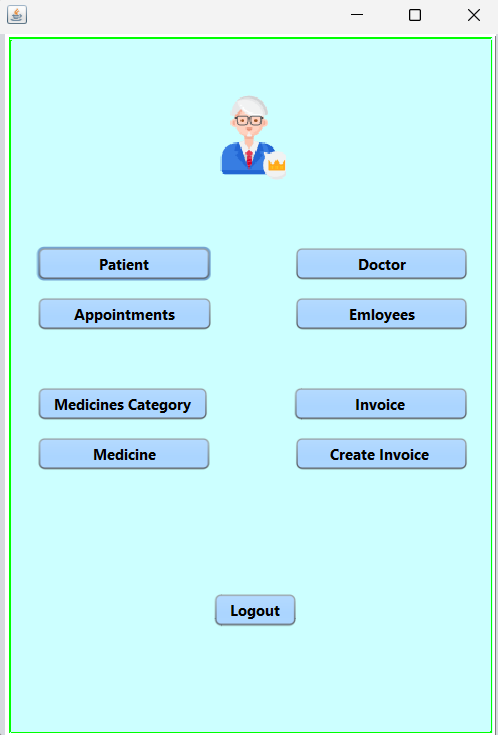 Patient
Doctor
Appointments
Emloyees
Medicines Category
Invoice
Medicine
Create Invoice
Logout